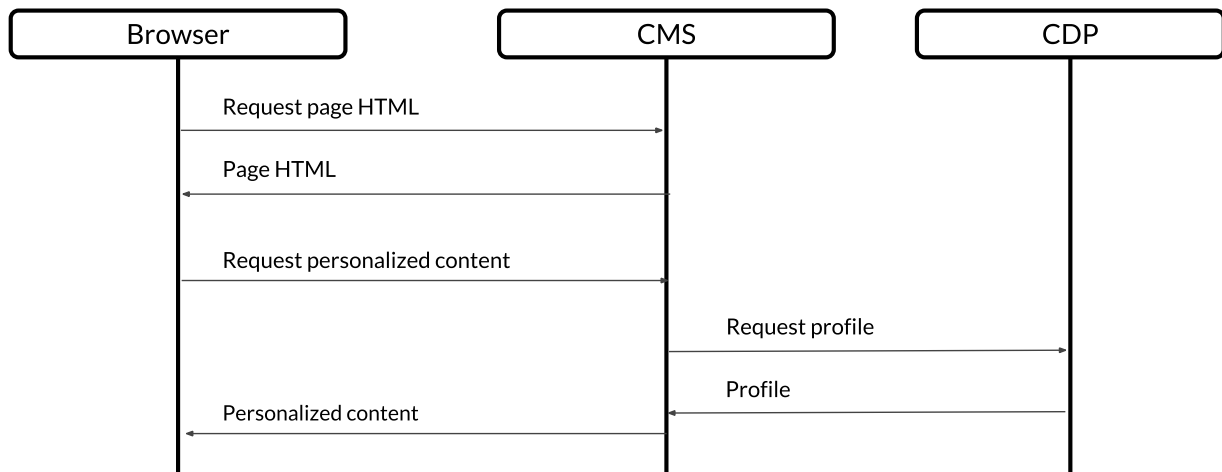 Browser
CMS
CDP
Request page HTML
Page HTML
Request personalized content
Request profile
Profile
Personalized content